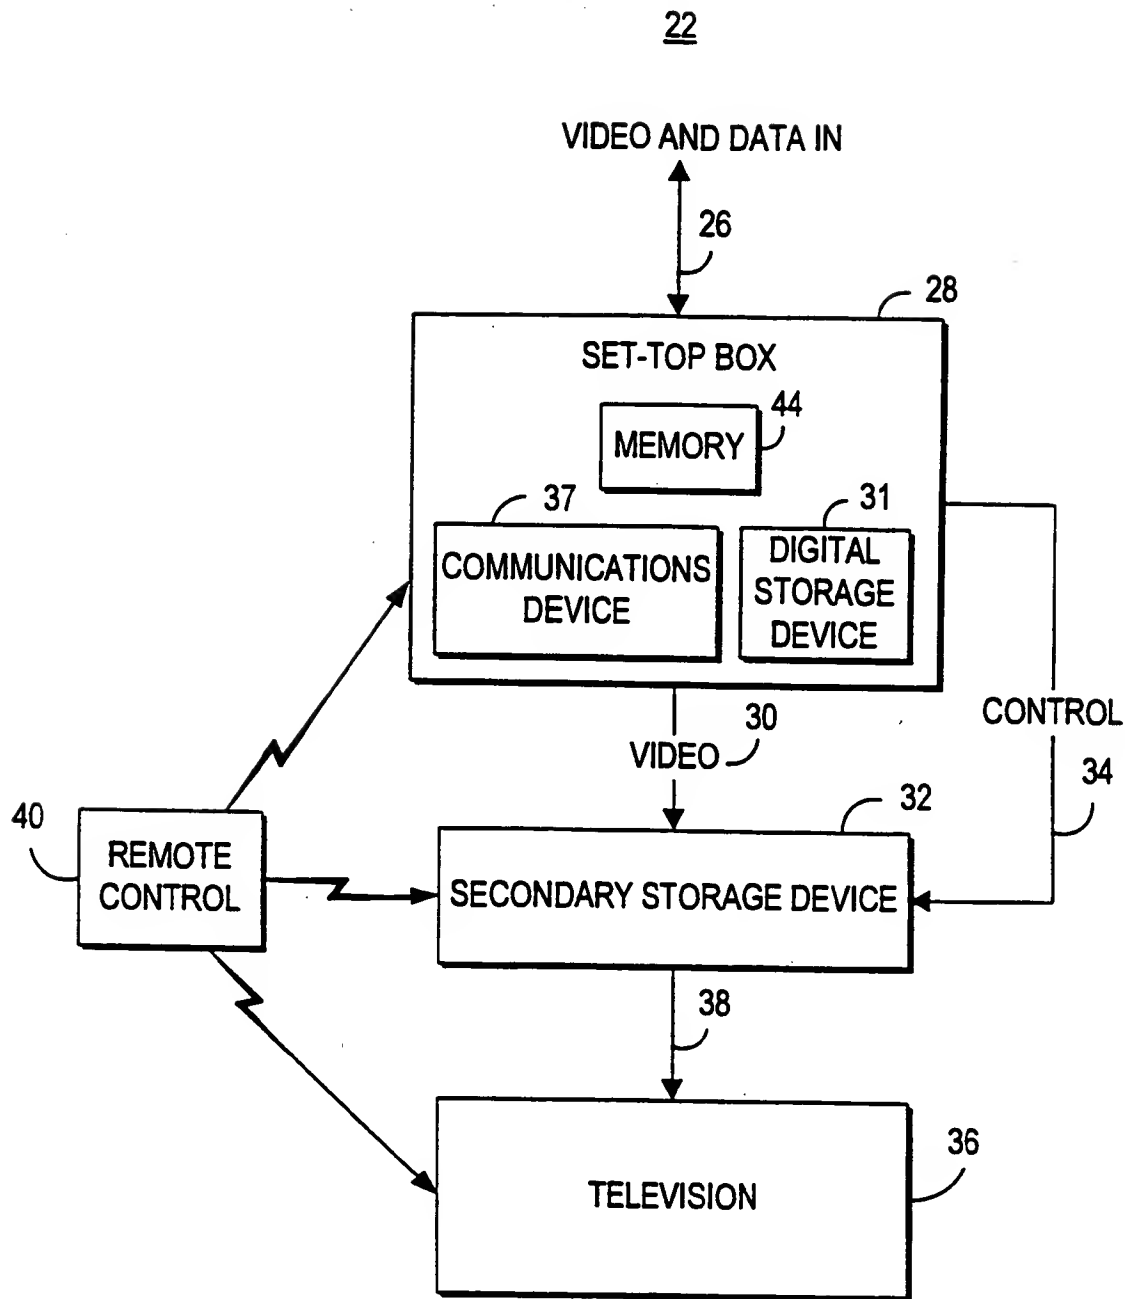 22
VIDEO AND DATA IN
26
28
SET-TOP BOX
44
MEMORY
37
31
COMMUNICATIONS
DEVICE
DIGITAL
STORAGE
DEVICE
30
VIDEO
CONTROL
34
32
40
REMOTE
CONTROL
SECONDARY STORAGE DEVICE
38
36
TELEVISION